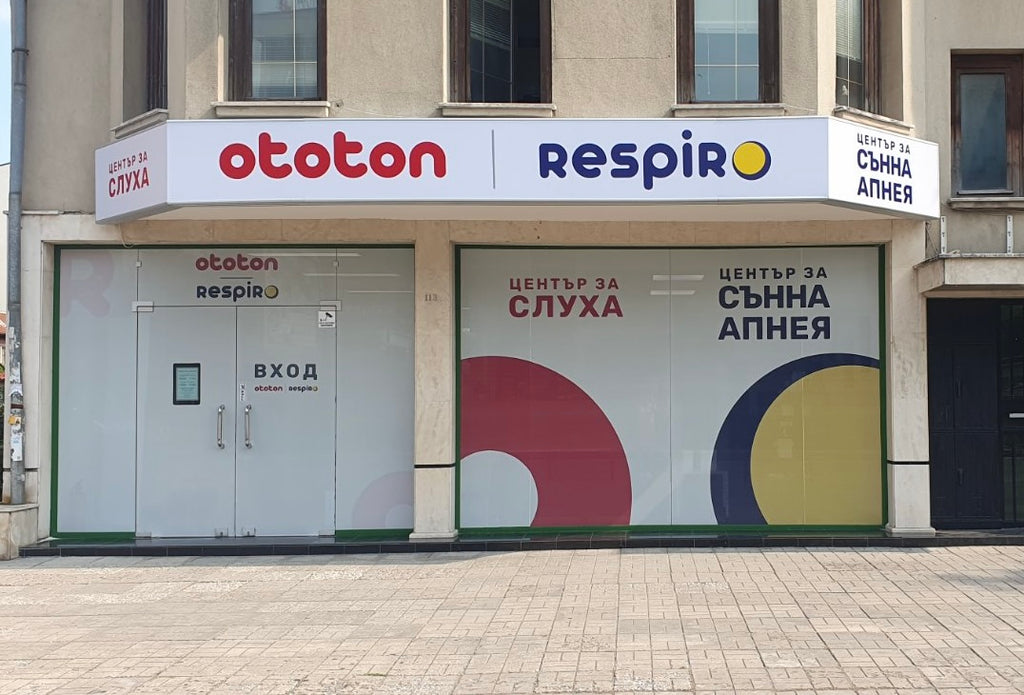 ЦЕНТЪР ЗА
СЛУХА
ototon
Respiro
ЦЕНТЪР ЗА
СЪННА
АПНЕЯ
ototon
Respiro
113
ВХОД
ototon Respiro
ЦЕНТЪР ЗА
СЛУХА
ЦЕНТЪР ЗА
СЪННА
АПНЕЯ